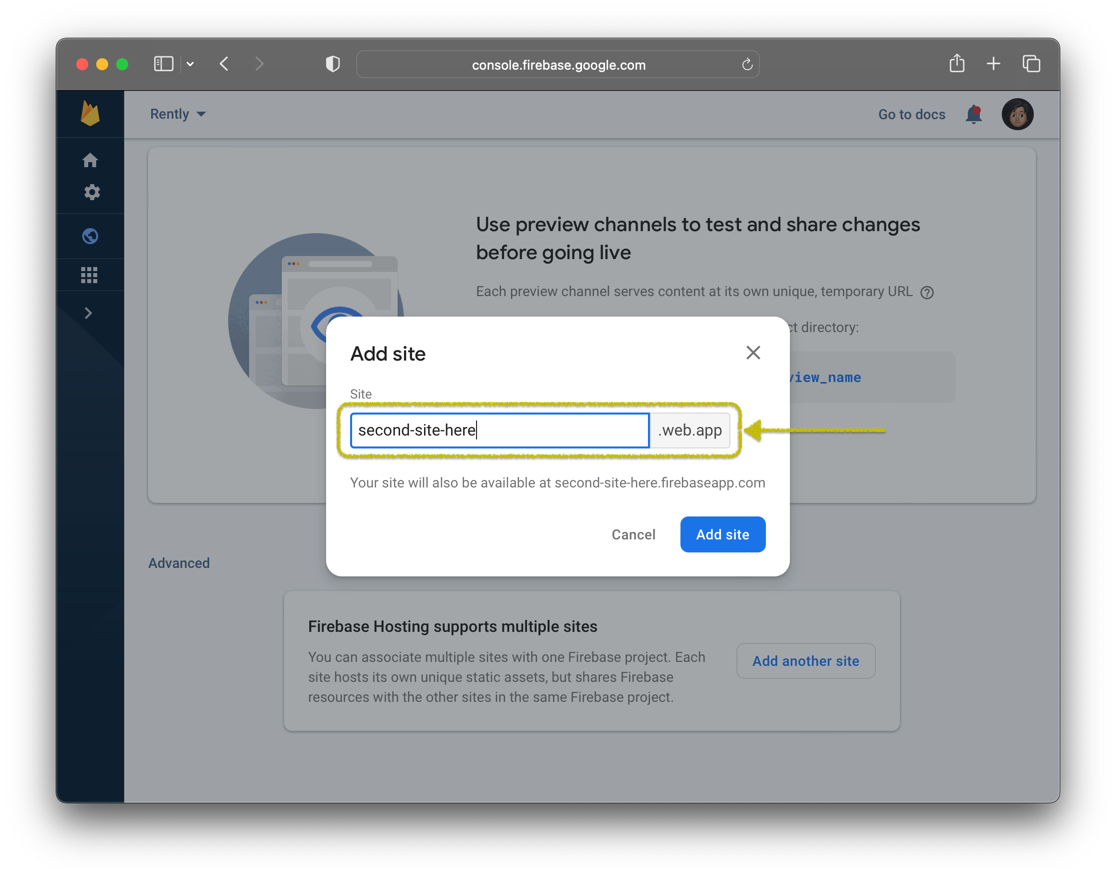 console.firebase.google.com
Rently
Go to docs
Use preview channels to test and share changes
before going live
Each preview channel serves content at its own unique, temporary URL
directory:
view_name
Add site
Site
second-site-here
.web.app
Your site will also be available at second-site-here.firebaseapp.com
Cancel
Add site
Advanced
Firebase Hosting supports multiple sites
You can associate multiple sites with one Firebase project. Each
site hosts its own unique static assets, but shares Firebase
resources with the other sites in the same Firebase project.
Add another site